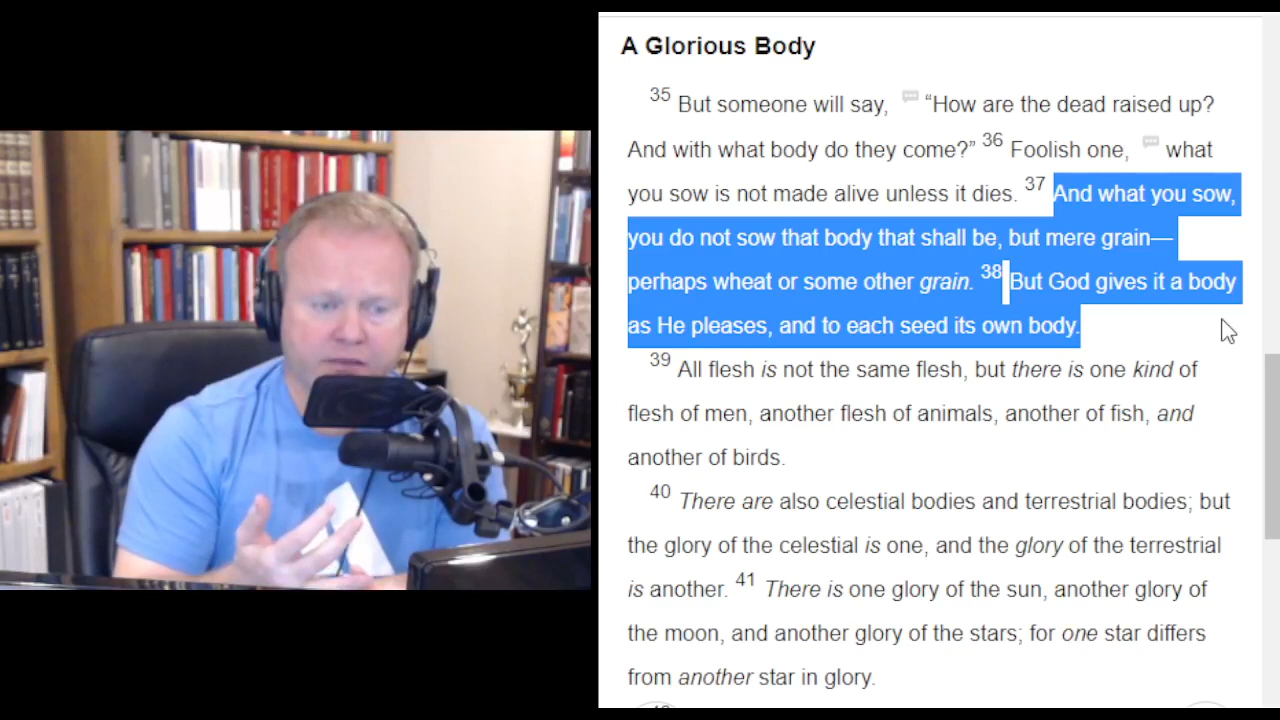 A Glorious Body
35 But someone will say, “How are the dead raised up?
And with what body do they come?” 36 Foolish one, what
you sow is not made alive unless it dies. 37 And what you sow,
you do not sow that body that shall be, but mere grain—
perhaps wheat or some other grain. 38 But God gives it a body
as He pleases, and to each seed its own body.
39 All flesh is not the same flesh, but there is one kind of
flesh of men, another flesh of animals, another of fish, and
another of birds.
40 There are also celestial bodies and terrestrial bodies; but
the glory of the celestial is one, and the glory of the terrestrial
is another. 41 There is one glory of the sun, another glory of
the moon, and another glory of the stars; for one star differs
from another star in glory.